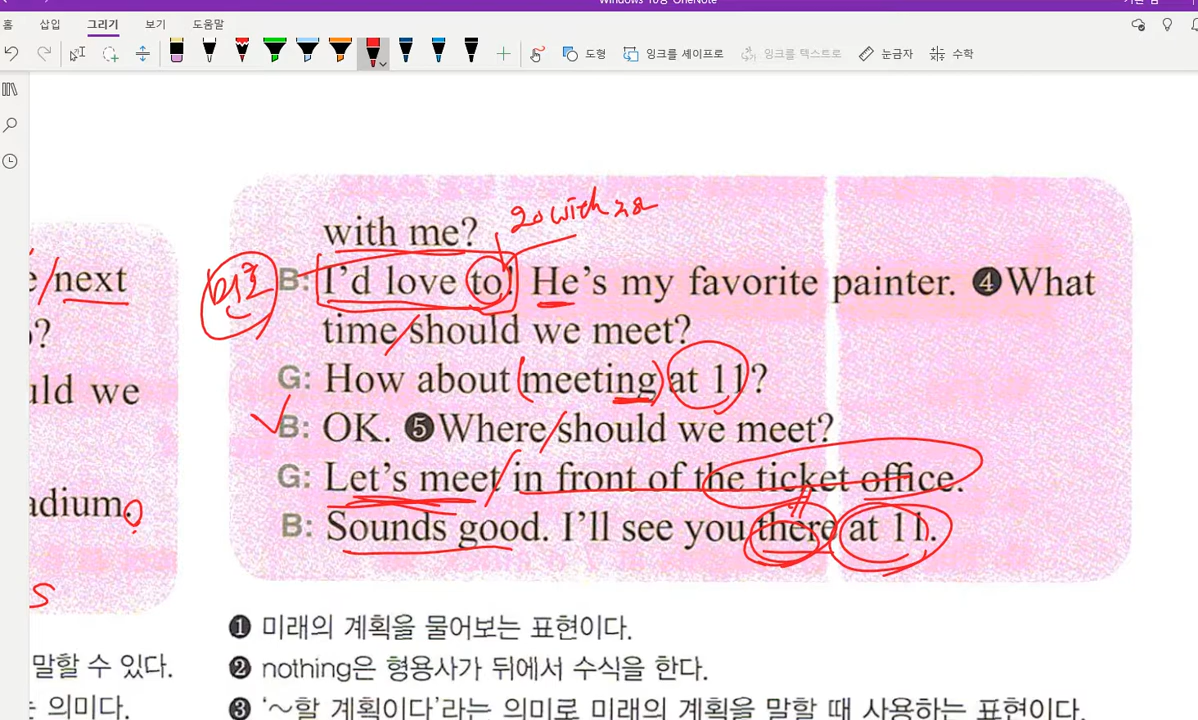 Windows 10용 OneNote
홈 삽입 그리기 보기 도움말
도형 잉크를 셰이프로 잉크를 텍스트로 눈금자 수학
go with
with me?
민호 B: I'd love to! He's my favorite painter. ❹What
time/should we meet?
G: How about (meeting) at 11?
B: OK. ❺Where/should we meet?
G: Let's meet/in front of the ticket office.
B: Sounds good. I'll see you there at 11.
/next
?
uld we
adium.
s
말할 수 있다.
의미다.
❶ 미래의 계획을 물어보는 표현이다.
❷ nothing은 형용사가 뒤에서 수식을 한다.
❸ '～할 계획이다'라는 의미로 미래의 계획을 말할 때 사용하는 표현이다.